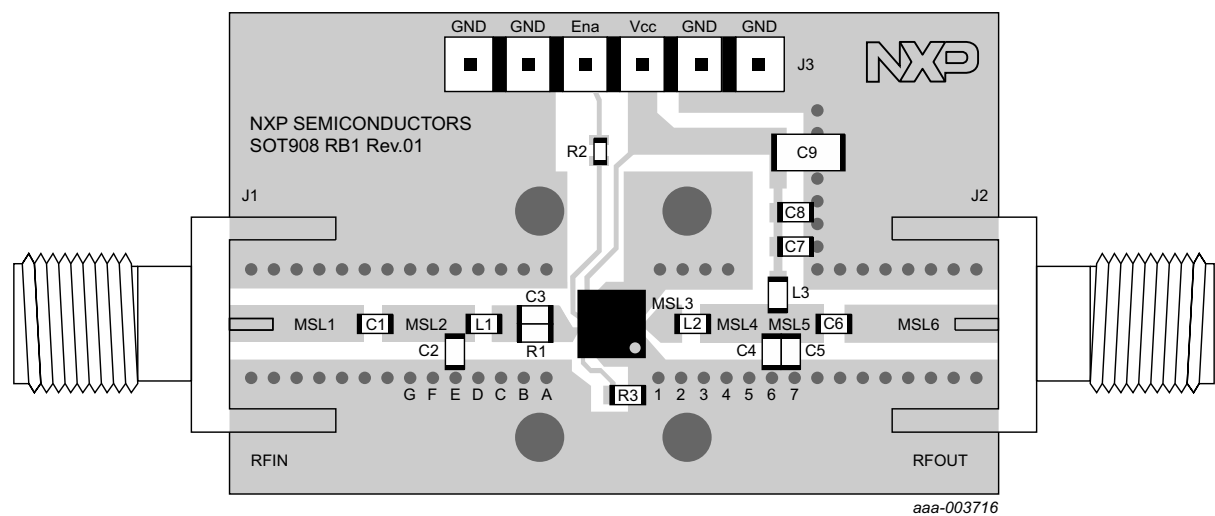 GND GND Ena Vcc GND GND
J3
NXP
NXP SEMICONDUCTORS
SOT908 RB1 Rev.01
R2
C9
J1
J2
C8
C7
C3
MSL3
L3
MSL1 C1 MSL2 L1
L2 MSL4 MSL5 C6 MSL6
C2
R1
C4
C5
G F E D C B A
R3
1 2 3 4 5 6 7
RFIN
RFOUT
aaa-003716